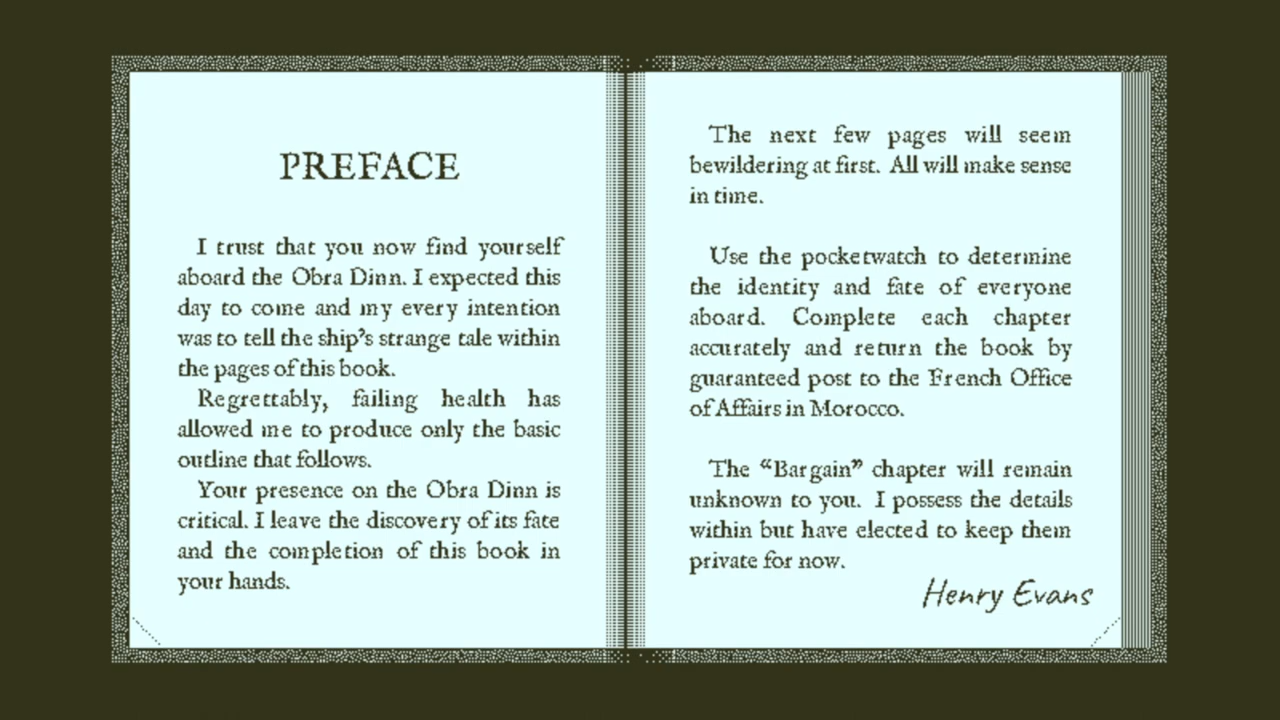 PREFACE
I trust that you now find yourself
aboard the Obra Dinn. I expected this
day to come and my every intention
was to tell the ship's strange tale within
the pages of this book.
Regrettably, failing health has
allowed me to produce only the basic
outline that follows.
Your presence on the Obra Dinn is
critical. I leave the discovery of its fate
and the completion of this book in
your hands.
The next few pages will seem
bewildering at first. All will make sense
in time.
Use the pocketwatch to determine
the identity and fate of everyone
aboard. Complete each chapter
accurately and return the book by
guaranteed post to the French Office
of Affairs in Morocco.
The “Bargain” chapter will remain
unknown to you. I possess the details
within but have elected to keep them
private for now.
Henry Evans